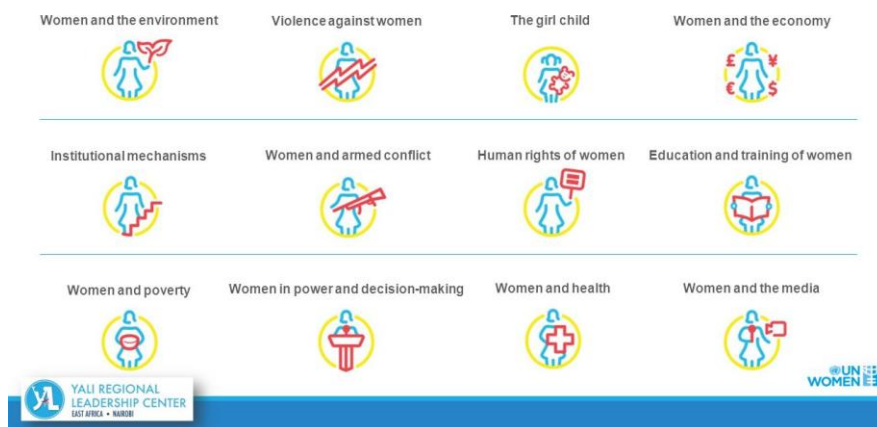 Women and the environment
Violence against women
The girl child
Women and the economy
£ ¥
€ $
Institutional mechanisms
Women and armed conflict
Human rights of women
Education and training of women
Women and poverty
Women in power and decision-making
Women and health
Women and the media
YALI REGIONAL
LEADERSHIP CENTER
EAST AFRICA • NAIROBI
UN
WOMEN